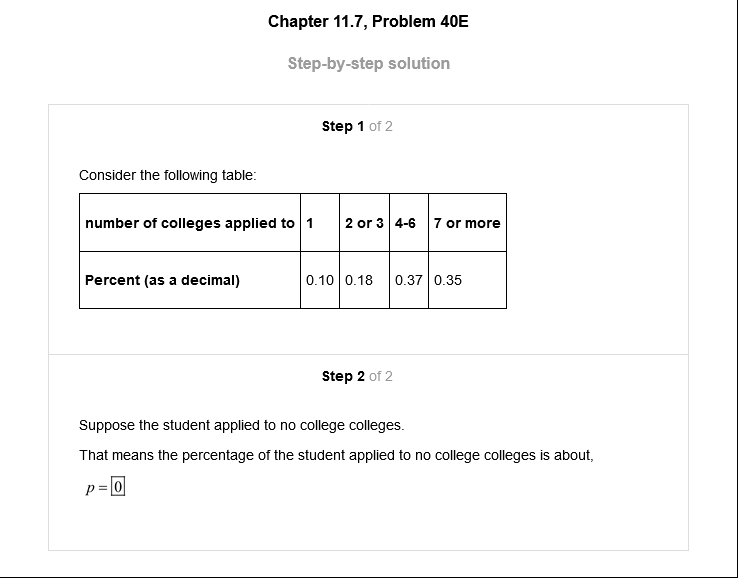 Chapter 11.7, Problem 40E
Step-by-step solution
Step 1 of 2
Consider the following table:
number of colleges applied to 1 2 or 3 4-6 7 or more
Percent (as a decimal) 0.10 0.18 0.37 0.35
Step 2 of 2
Suppose the student applied to no college colleges.
That means the percentage of the student applied to no college colleges is about,
p = 0